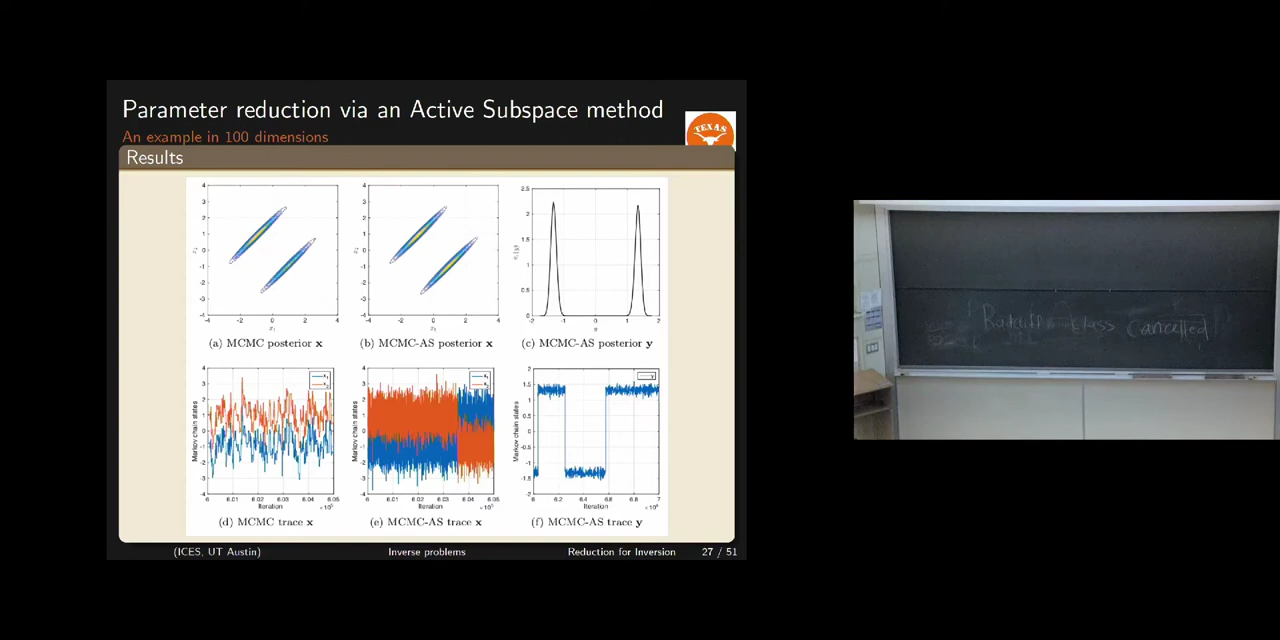 Parameter reduction via an Active Subspace method
An example in 100 dimensions
TEXAS
Results
(a) MCMC posterior x
(b) MCMC-AS posterior x
(c) MCMC-AS posterior y
Markov chain states
Iteration
(d) MCMC trace x
Markov chain states
Iteration
(e) MCMC-AS trace x
Markov chain states
Iteration
(f) MCMC-AS trace y
(ICES, UT Austin) Inverse problems Reduction for Inversion 27 / 51
class Cancelled